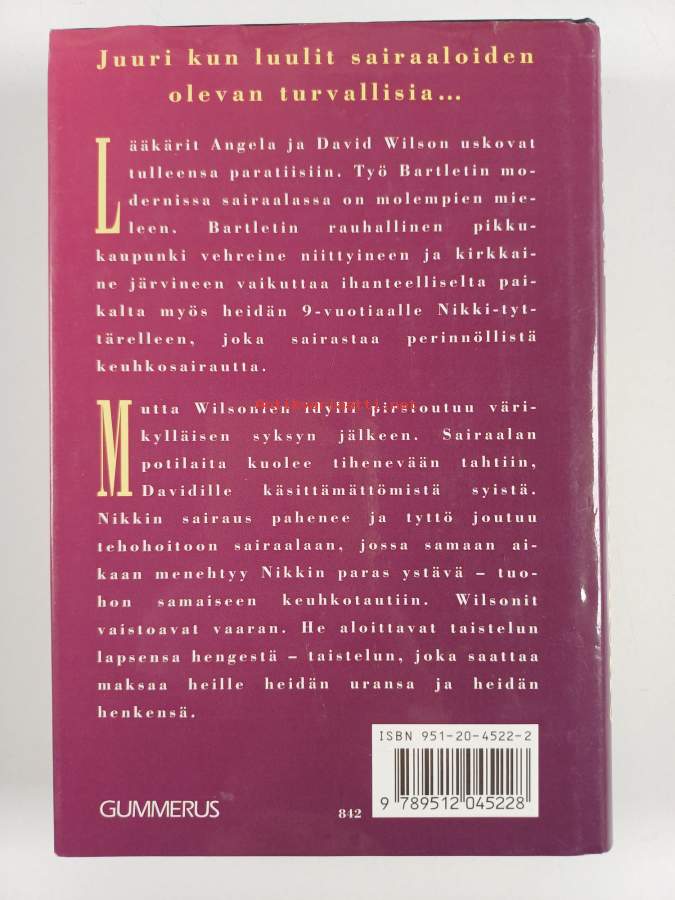 Juuri kun luulit sairaaloiden
olevan turvallisia...
Lääkärit Angela ja David Wilson uskovat
tulleensa paratiisiin. Työ Bartletin mo-
dernissa sairaalassa on molempien mie-
leen. Bartletin rauhallinen pikku-
kaupunki vehreine niittyineen ja kirkkai-
ne järvineen vaikuttaa ihanteelliselta pai-
kalta myös heidän 9-vuotiaalle Nikki-tyt-
tärelleen, joka sairastaa perinnöllistä
keuhkosairautta.
Antikvariaatti.net
Mutta Wilsonien idylli pirstoutuu väri-
kylläisen syksyn jälkeen. Sairaalan
potilaita kuolee tihenevään tahtiin,
Davidille käsittämättömistä syistä.
Nikkin sairaus pahenee ja tyttö joutuu
tehohoitoon sairaalaan, jossa samaan ai-
kaan menehtyy Nikkin paras ystävä – tuo-
hon samaiseen keuhkotautiin. Wilsonit
vaistoavat vaaran. He aloittavat taistelun
lapsensa hengestä – taistelun, joka saattaa
maksaa heille heidän uransa ja heidän
henkensä.
ISBN 951-20-4522-2
9 789512 045228
GUMMERUS
842